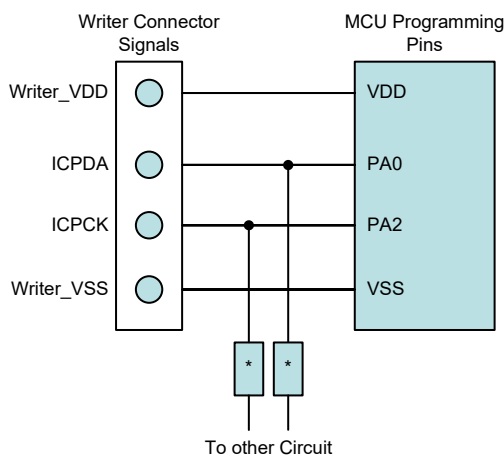 Writer Connector
Signals
MCU Programming
Pins
Writer_VDD
VDD
ICPDA
PA0
ICPCK
PA2
Writer_VSS
VSS
* *
To other Circuit